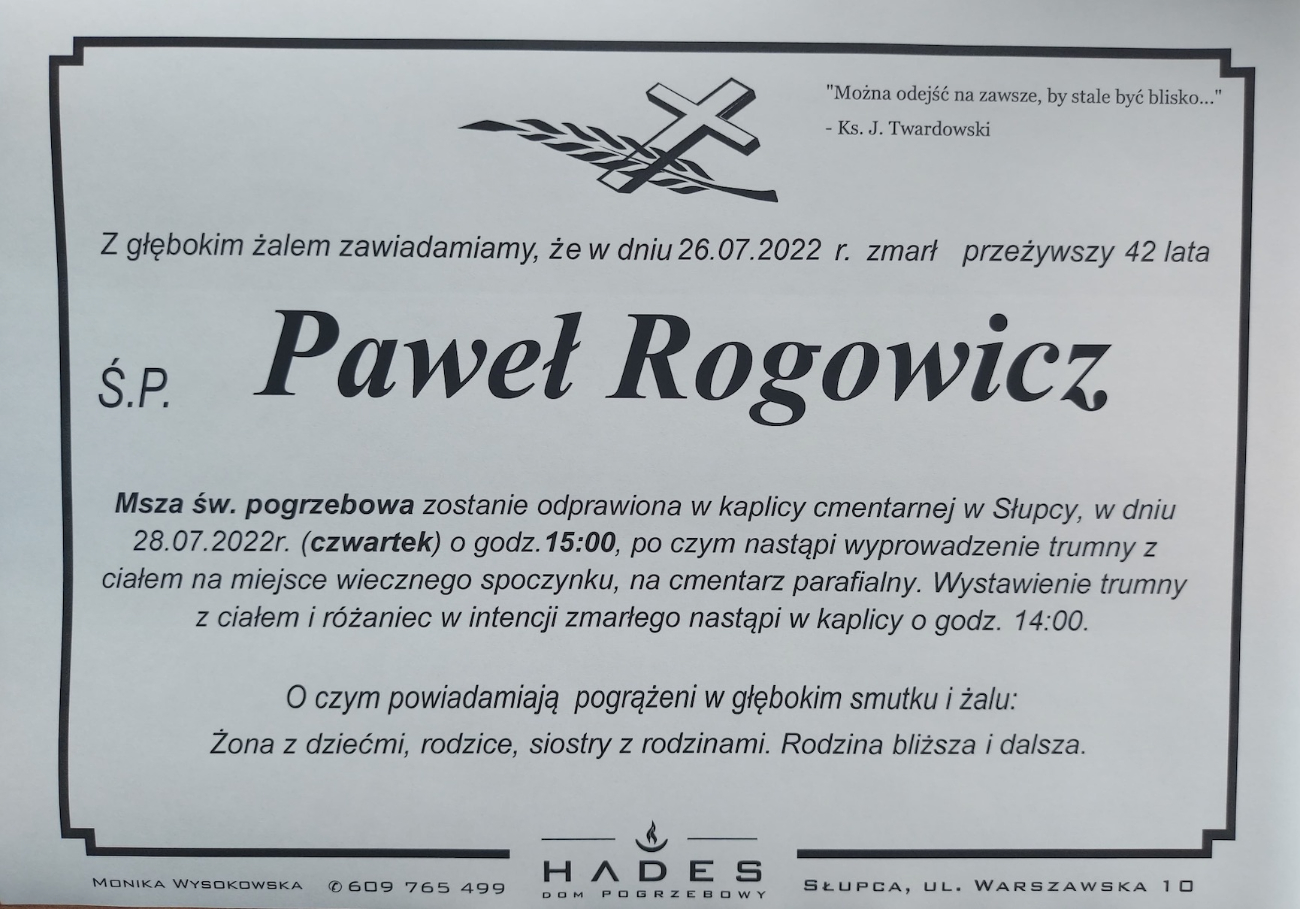 "Można odejść na zawsze, by stale być blisko..."
- Ks. J. Twardowski
Z głębokim żalem zawiadamiamy, że w dniu 26.07.2022 r. zmarł przeżywszy 42 lata
Ś.P. Paweł Rogowicz
Msza św. pogrzebowa zostanie odprawiona w kaplicy cmentarnej w Słupcy, w dniu
28.07.2022r. (czwartek) o godz.15:00, po czym nastąpi wyprowadzenie trumny z
ciałem na miejsce wiecznego spoczynku, na cmentarz parafialny. Wystawienie trumny
z ciałem i różaniec w intencji zmarłego nastąpi w kaplicy o godz. 14:00.
O czym powiadamiają pogrążeni w głębokim smutku i żalu:
Żona z dziećmi, rodzice, siostry z rodzinami. Rodzina bliższa i dalsza.
MONIKA WYSOKOWSKA ✆609 765 499
HADES
DOM POGRZEBOWY
SŁUPCA, UL. WARSZAWSKA 10